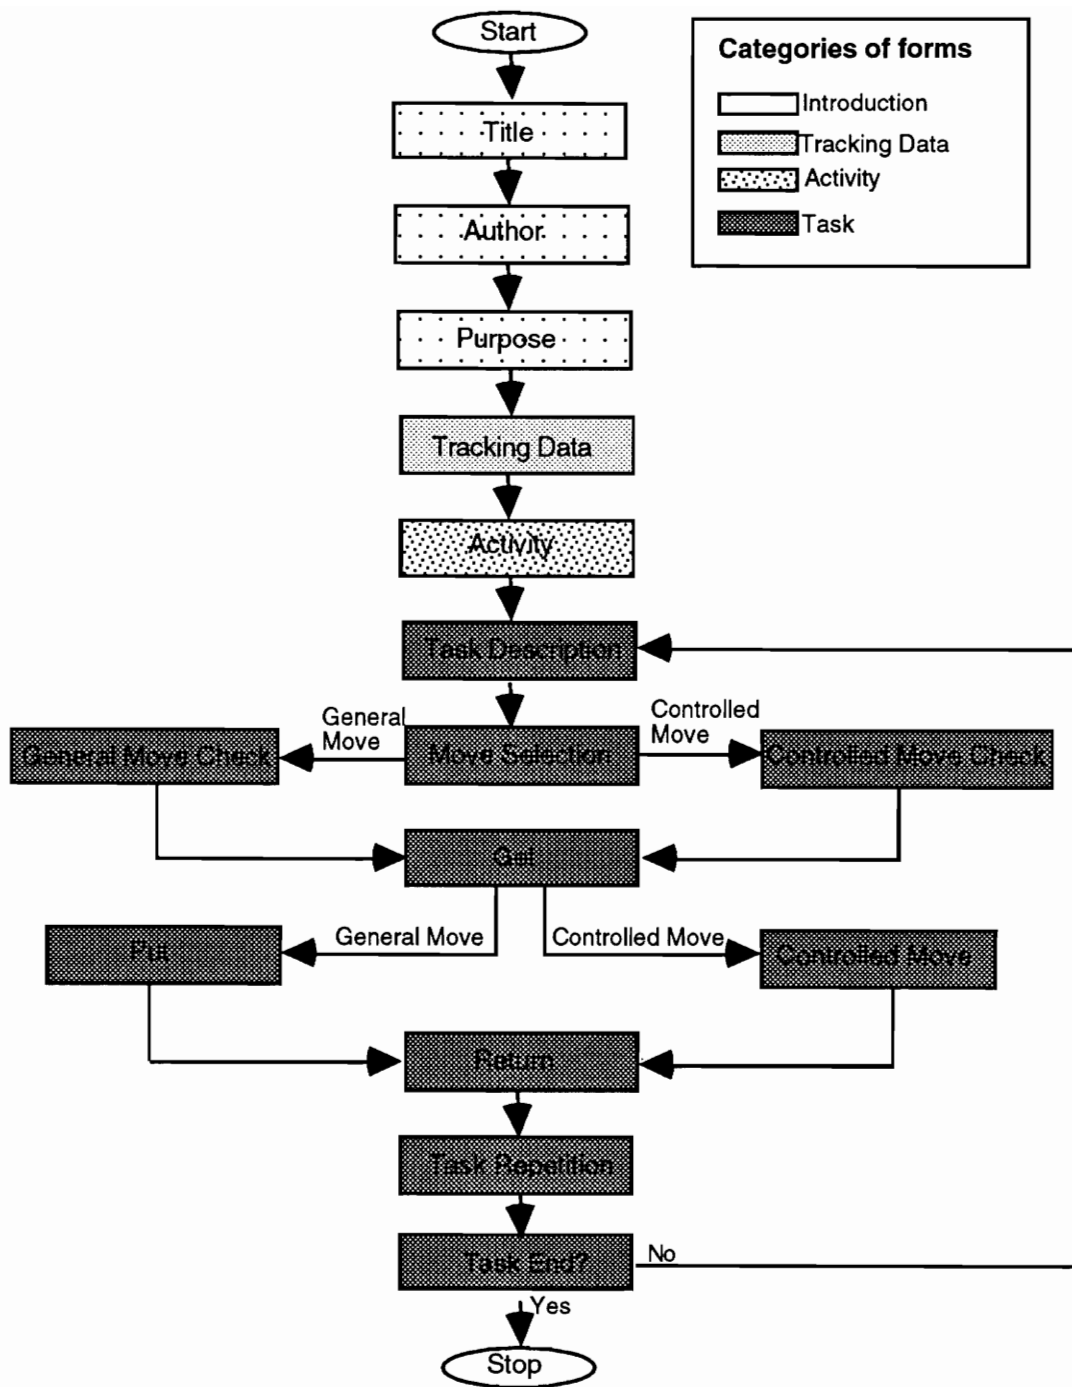 Start
Categories of forms
Introduction
Tracking Data
Activity
Task
Title
Author
Purpose
Tracking Data
Activity
Task Description
General
Move
Controlled
Move
General Move Check
Move Selection
Controlled Move Check
Get
Put
General Move
Controlled Move
Controlled Move
Return
Task Repetition
Task End?
No
Yes
Stop